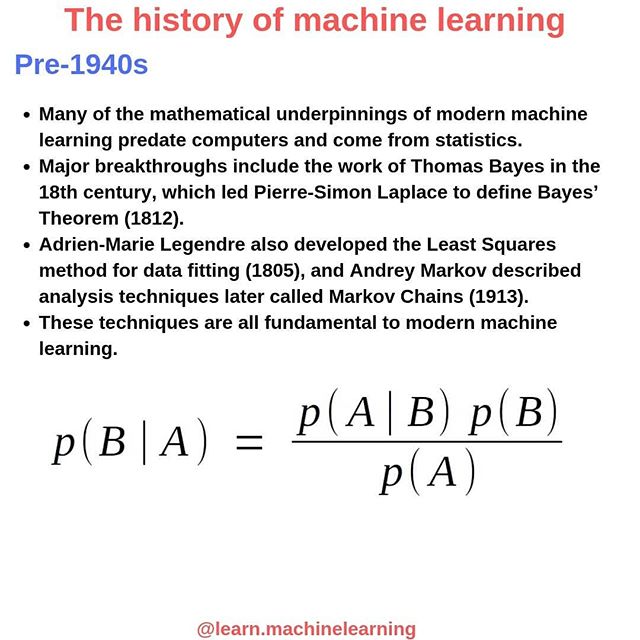 The history of machine learning
Pre-1940s
• Many of the mathematical underpinnings of modern machine
learning predate computers and come from statistics.
• Major breakthroughs include the work of Thomas Bayes in the
18th century, which led Pierre-Simon Laplace to define Bayes’
Theorem (1812).
• Adrien-Marie Legendre also developed the Least Squares
method for data fitting (1805), and Andrey Markov described
analysis techniques later called Markov Chains (1913).
• These techniques are all fundamental to modern machine
learning.
p(A|B) p(B)
p(B|A) =
p(A)
@learn.machinelearning